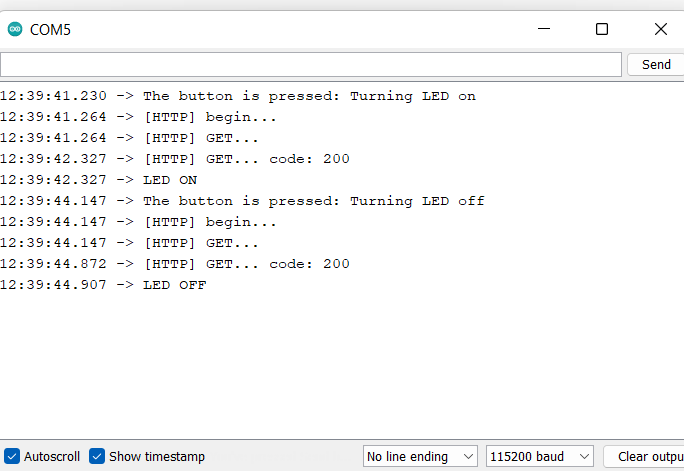 COM5
Send
12:39:41.230 -> The button is pressed: Turning LED on
12:39:41.264 -> [HTTP] begin...
12:39:41.264 -> [HTTP] GET...
12:39:42.327 -> [HTTP] GET... code: 200
12:39:42.327 -> LED ON
12:39:44.147 -> The button is pressed: Turning LED off
12:39:44.147 -> [HTTP] begin...
12:39:44.147 -> [HTTP] GET...
12:39:44.872 -> [HTTP] GET... code: 200
12:39:44.907 -> LED OFF
Autoscroll Show timestamp No line ending 115200 baud Clear outpu